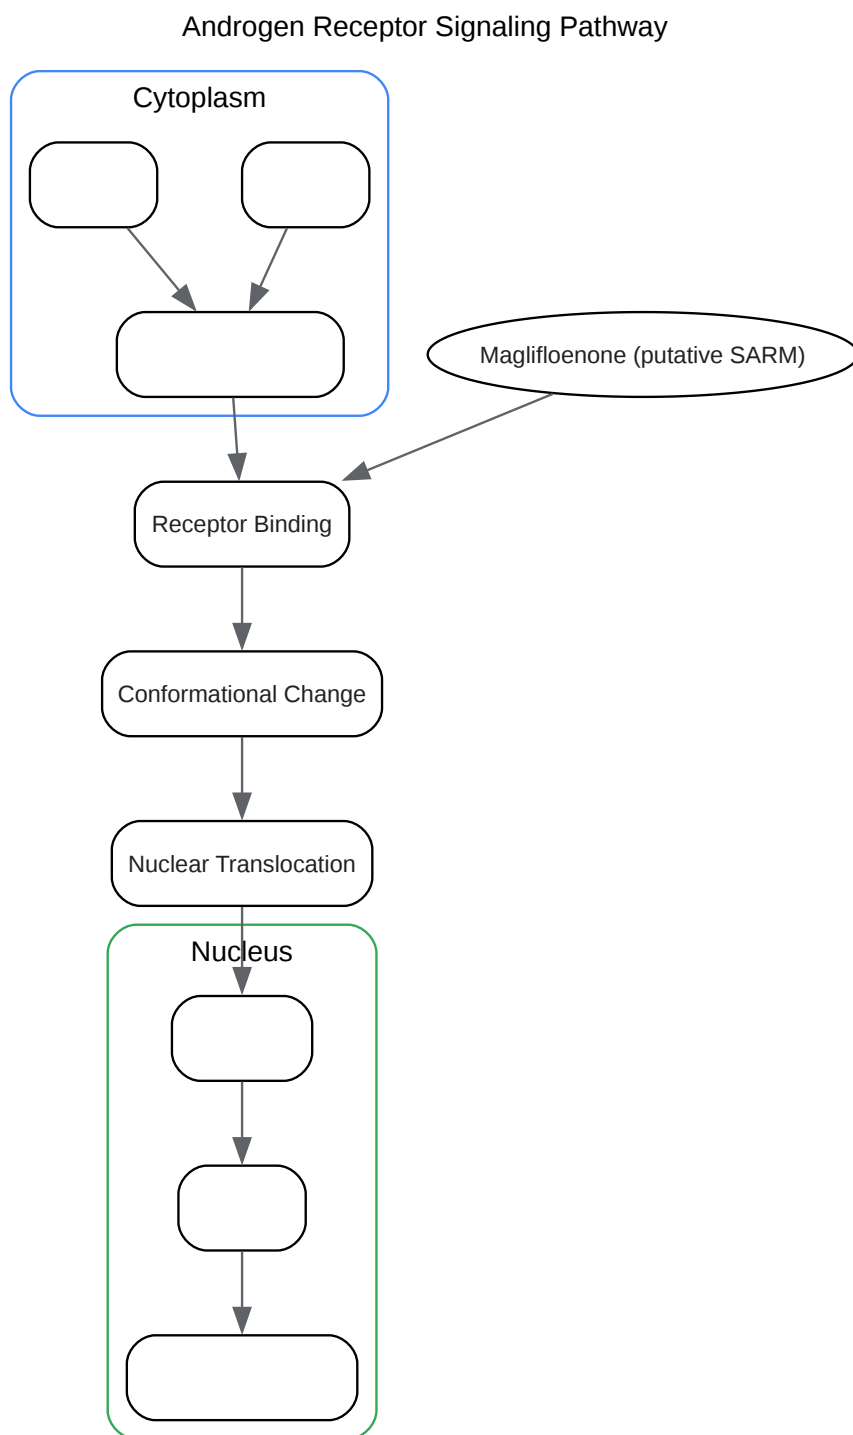 Androgen Receptor Signaling Pathway
Cytoplasm
Maglifloenone (putative SARM)
Receptor Binding
Conformational Change
Nuclear Translocation
Nucleus